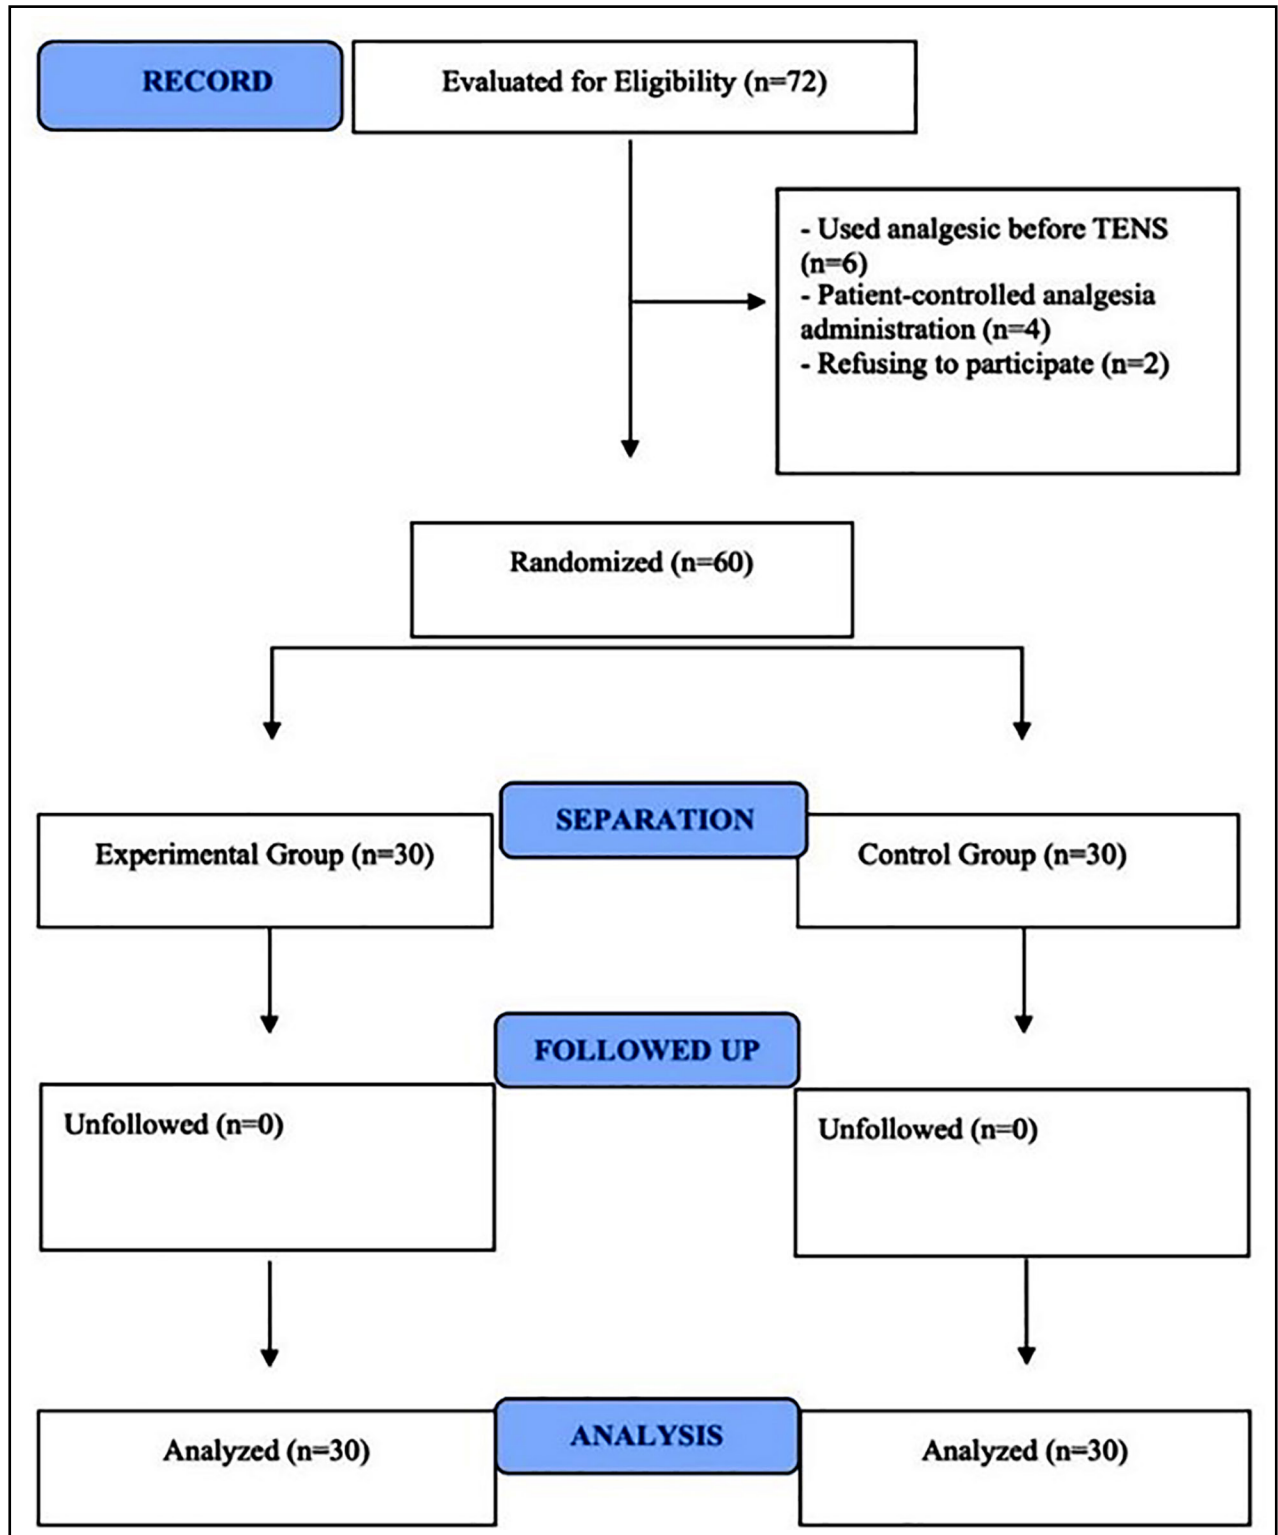 RECORD
Evaluated for Eligibility (n=72)
- Used analgesic before TENS
(n=6)
- Patient-controlled analgesia
administration (n=4)
- Refusing to participate (n=2)
Randomized (n=60)
SEPARATION
Experimental Group (n=30)
Control Group (n=30)
FOLLOWED UP
Unfollowed (n=0)
Unfollowed (n=0)
ANALYSIS
Analyzed (n=30)
Analyzed (n=30)